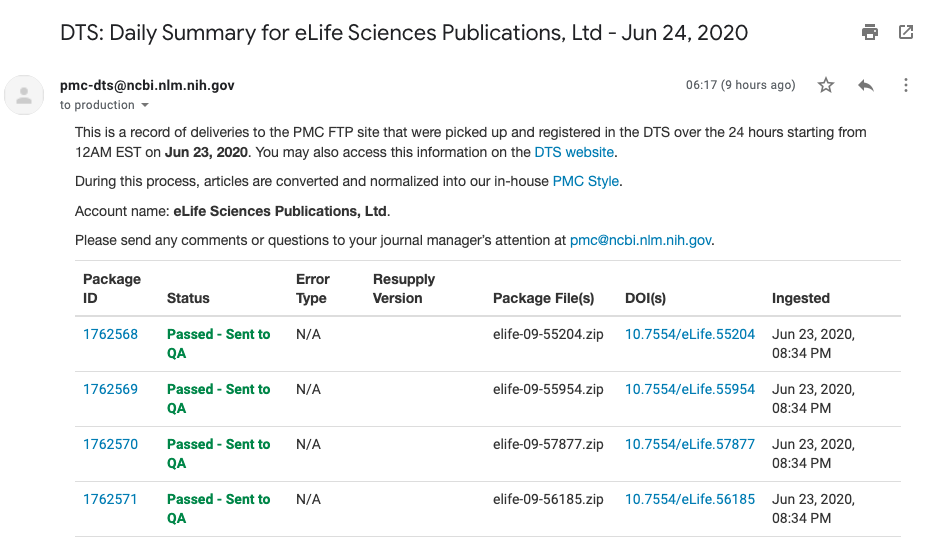 DTS: Daily Summary for eLife Sciences Publications, Ltd - Jun 24, 2020
pmc-dts@ncbi.nlm.nih.gov
06:17 (9 hours ago)
to production
This is a record of deliveries to the PMC FTP site that were picked up and registered in the DTS over the 24 hours starting from
12AM EST on Jun 23, 2020. You may also access this information on the DTS website.
During this process, articles are converted and normalized into our in-house PMC Style.
Account name: eLife Sciences Publications, Ltd.
Please send any comments or questions to your journal manager's attention at pmc@ncbi.nlm.nih.gov.
Package ID Status Error Type Resupply Version Package File(s) DOI(s) Ingested
1762568 Passed - Sent to QA N/A elife-09-55204.zip 10.7554/eLife.55204 Jun 23, 2020, 08:34 PM
1762569 Passed - Sent to QA N/A elife-09-55954.zip 10.7554/eLife.55954 Jun 23, 2020, 08:34 PM
1762570 Passed - Sent to QA N/A elife-09-57877.zip 10.7554/eLife.57877 Jun 23, 2020, 08:34 PM
1762571 Passed - Sent to QA N/A elife-09-56185.zip 10.7554/eLife.56185 Jun 23, 2020, 08:34 PM